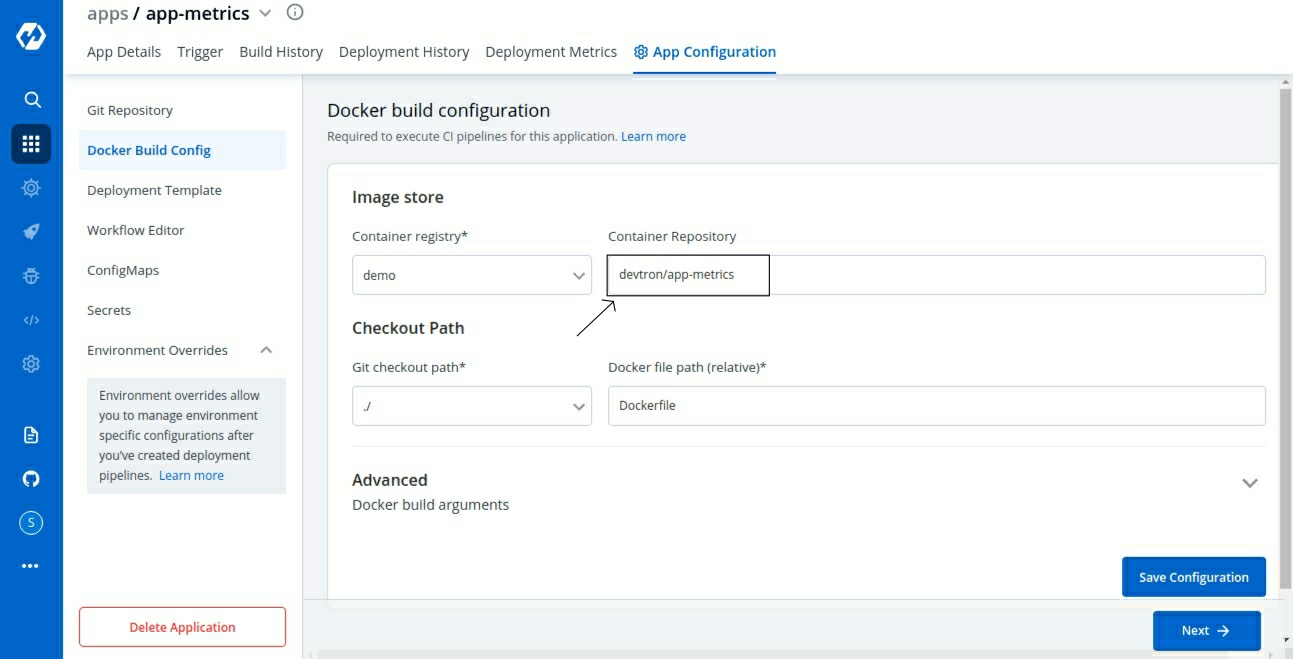 apps / app-metrics
App Details Trigger Build History Deployment History Deployment Metrics App Configuration
Git Repository
Docker Build Config
Deployment Template
Workflow Editor
ConfigMaps
Secrets
Environment Overrides
Environment overrides allow
you to manage environment
specific configurations after
you've created deployment
pipelines. Learn more
Delete Application
S
Docker build configuration
Required to execute CI pipelines for this application. Learn more
Image store
Container registry* Container Repository
demo devtron/app-metrics
Checkout Path
Git checkout path* Docker file path (relative)*
./ Dockerfile
Advanced
Docker build arguments
Save Configuration
Next